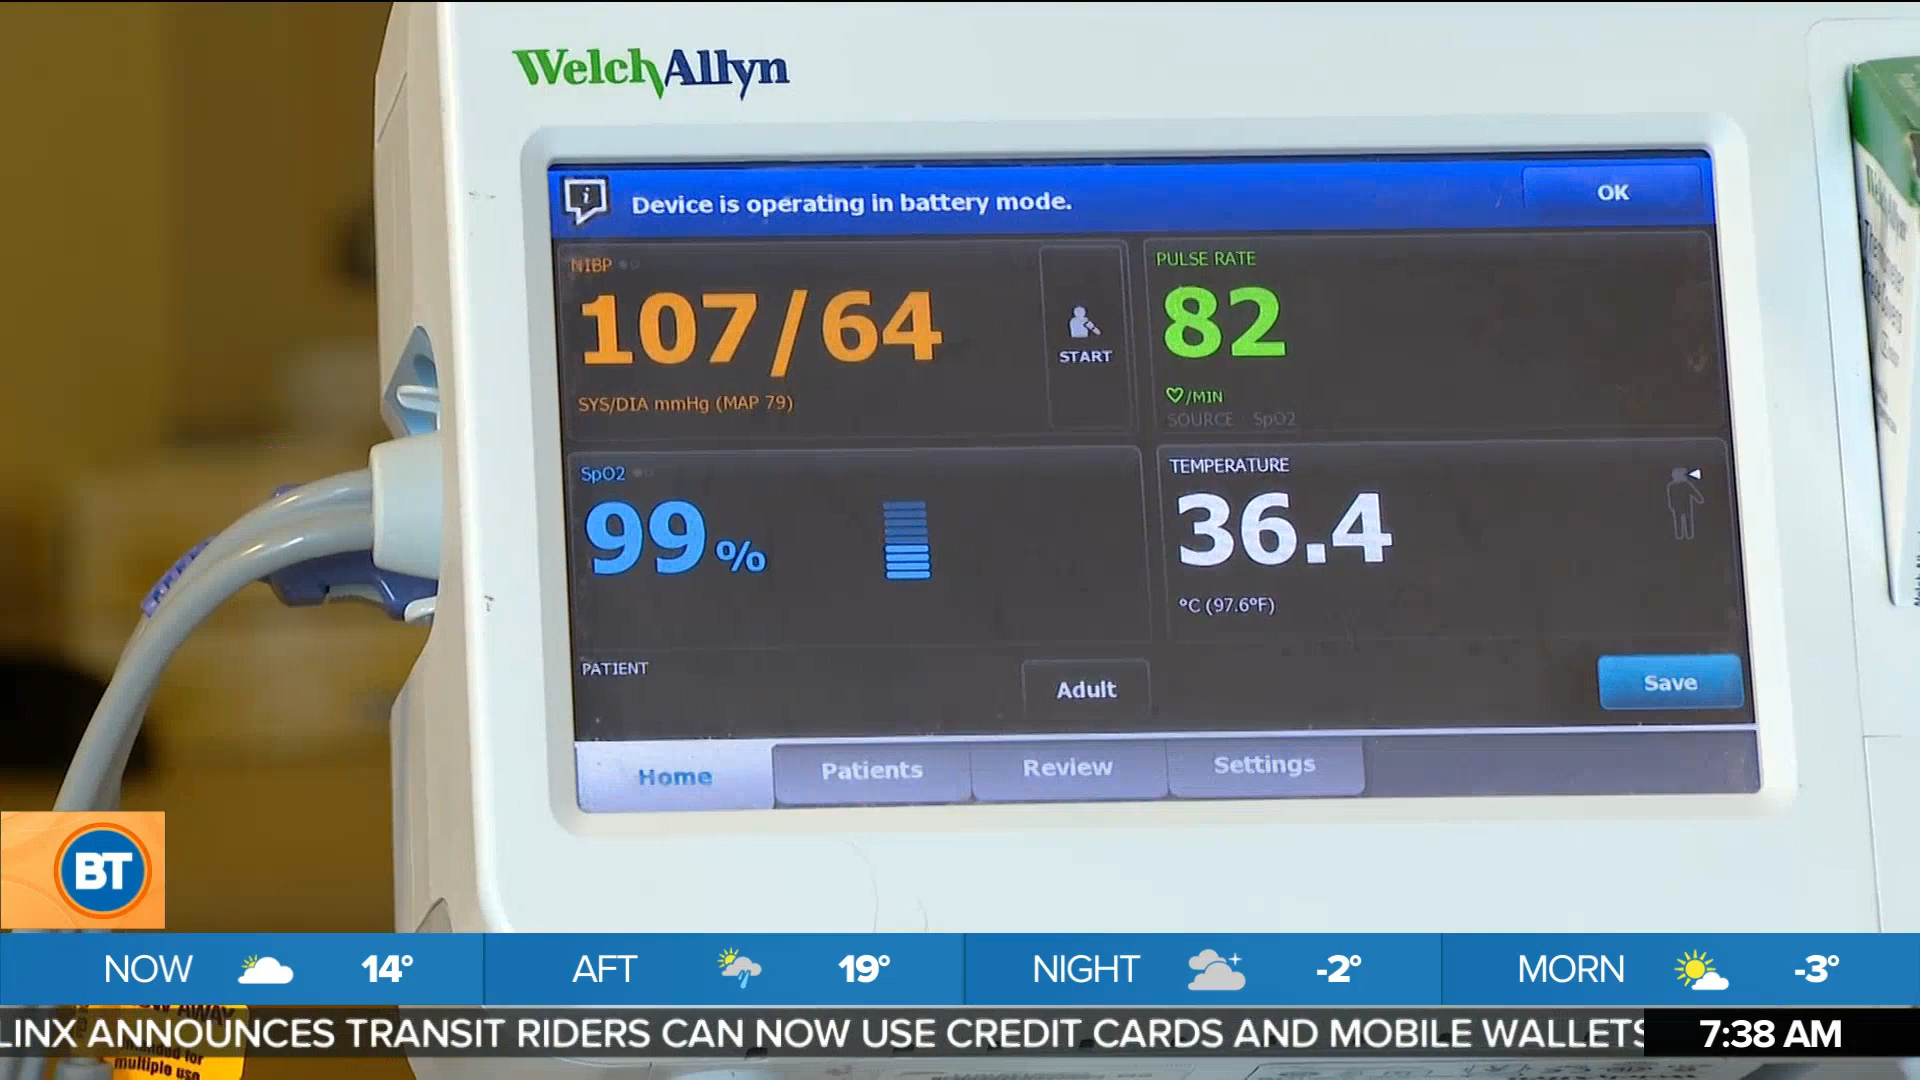 WelchAllyn
Device is operating in battery mode.
OK
NIBP
107/64
SYS/DIA mmHg (MAP 79)
START
PULSE RATE
82
/MIN
SOURCE SpO2
SpO2
99%
TEMPERATURE
36.4
°C (97.6°F)
PATIENT
Adult
Save
Home
Patients
Review
Settings
BT
NOW 14°
AFT 19°
NIGHT -2°
MORN -3°
LINX ANNOUNCES TRANSIT RIDERS CAN NOW USE CREDIT CARDS AND MOBILE WALLETS
7:38 AM
multiple use